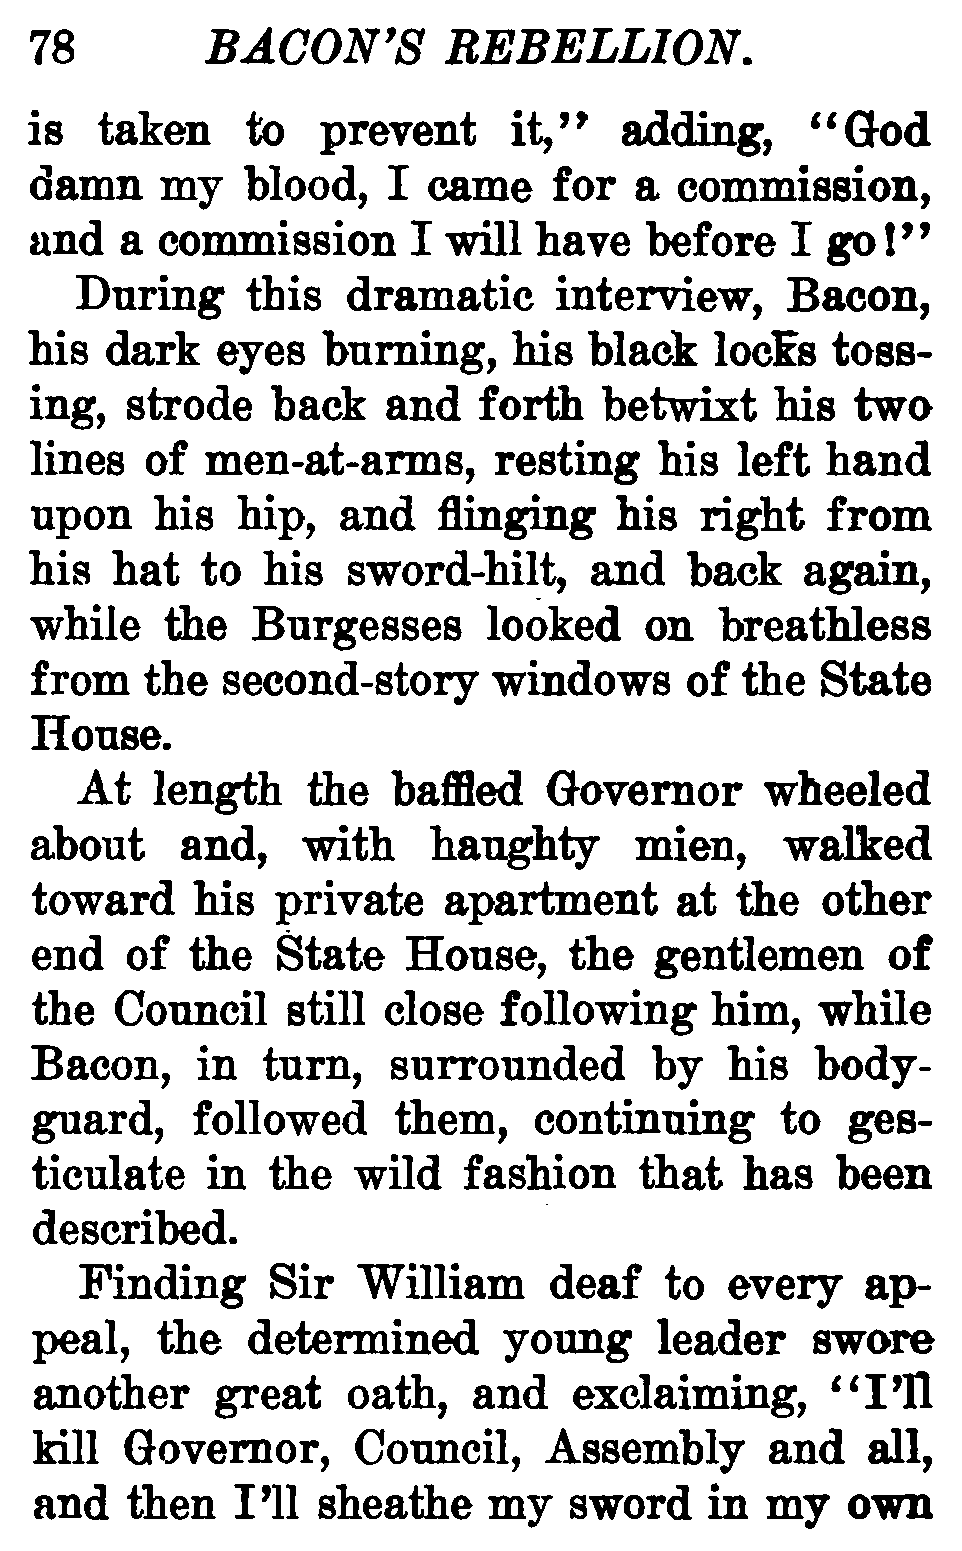 78 BACON'S REBELLION.
is taken to prevent it," adding, "God
damn my blood, I came for a commission,
and a commission I will have before I go!"
During this dramatic interview, Bacon,
his dark eyes burning, his black locks toss-
ing, strode back and forth betwixt his two
lines of men-at-arms, resting his left hand
upon his hip, and flinging his right from
his hat to his sword-hilt, and back again,
while the Burgesses looked on breathless
from the second-story windows of the State
House.
At length the baffled Governor wheeled
about and, with haughty mien, walked
toward his private apartment at the other
end of the State House, the gentlemen of
the Council still close following him, while
Bacon, in turn, surrounded by his body-
guard, followed them, continuing to ges-
ticulate in the wild fashion that has been
described.
Finding Sir William deaf to every ap-
peal, the determined young leader swore
another great oath, and exclaiming, "I'll
kill Governor, Council, Assembly and all,
and then I'll sheathe my sword in my own